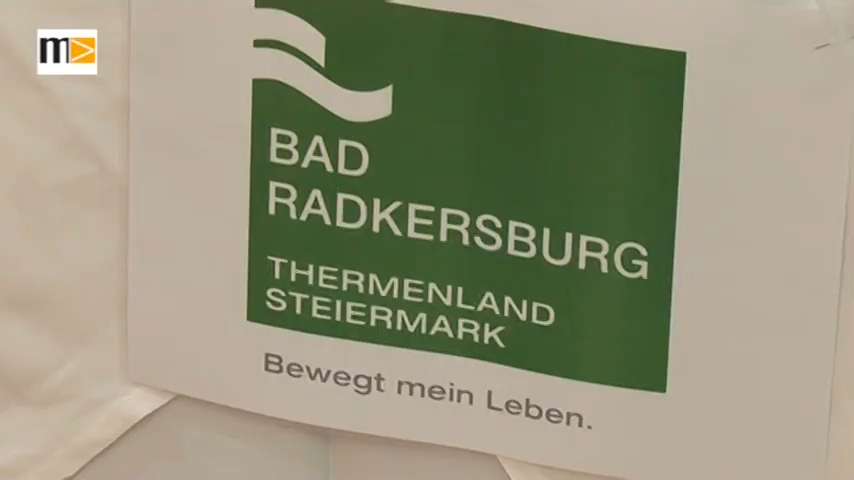 m
BAD
RADKERSBURG
THERMENLAND
STEIERMARK
Bewegt mein Leben.